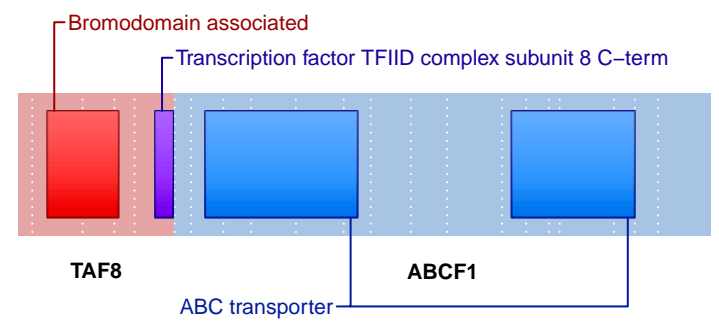 Bromodomain associated
Transcription factor TFIID complex subunit 8 C−term
TAF8
ABCF1
ABC transporter